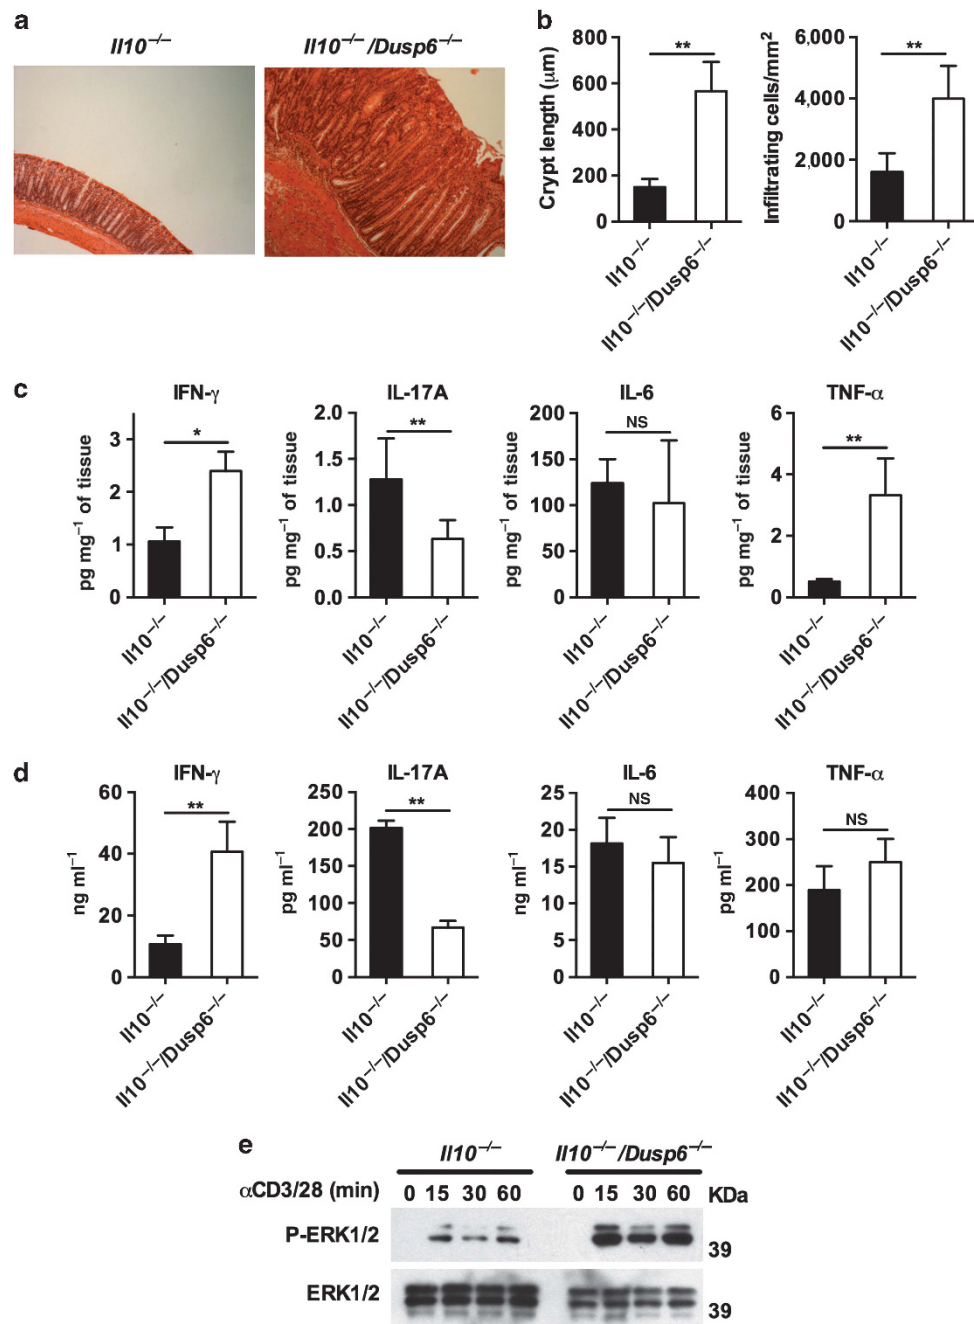 a
Il10⁻/⁻
Il10⁻/⁻/Dusp6⁻/⁻
b
Crypt length (μm)
800
600
400
200
0
**
Il10⁻/⁻
Il10⁻/⁻/Dusp6⁻/⁻
Infiltrating cells/mm²
6,000
4,000
2,000
0
**
Il10⁻/⁻
Il10⁻/⁻/Dusp6⁻/⁻
c
IFN-γ
pg mg⁻¹ of tissue
3
2
1
0
*
Il10⁻/⁻
Il10⁻/⁻/Dusp6⁻/⁻
IL-17A
pg mg⁻¹ of tissue
2.0
1.5
1.0
0.5
0.0
**
Il10⁻/⁻
Il10⁻/⁻/Dusp6⁻/⁻
IL-6
pg mg⁻¹ of tissue
200
150
100
50
0
NS
Il10⁻/⁻
Il10⁻/⁻/Dusp6⁻/⁻
TNF-α
pg mg⁻¹ of tissue
6
4
2
0
**
Il10⁻/⁻
Il10⁻/⁻/Dusp6⁻/⁻
d
IFN-γ
ng ml⁻¹
60
40
20
0
**
Il10⁻/⁻
Il10⁻/⁻/Dusp6⁻/⁻
IL-17A
pg ml⁻¹
250
200
150
100
50
0
**
Il10⁻/⁻
Il10⁻/⁻/Dusp6⁻/⁻
IL-6
ng ml⁻¹
25
20
15
10
5
0
NS
Il10⁻/⁻
Il10⁻/⁻/Dusp6⁻/⁻
TNF-α
pg ml⁻¹
400
300
200
100
0
NS
Il10⁻/⁻
Il10⁻/⁻/Dusp6⁻/⁻
e
Il10⁻/⁻
Il10⁻/⁻/Dusp6⁻/⁻
αCD3/28 (min) 0 15 30 60 0 15 30 60 KDa
P-ERK1/2 39
ERK1/2 39